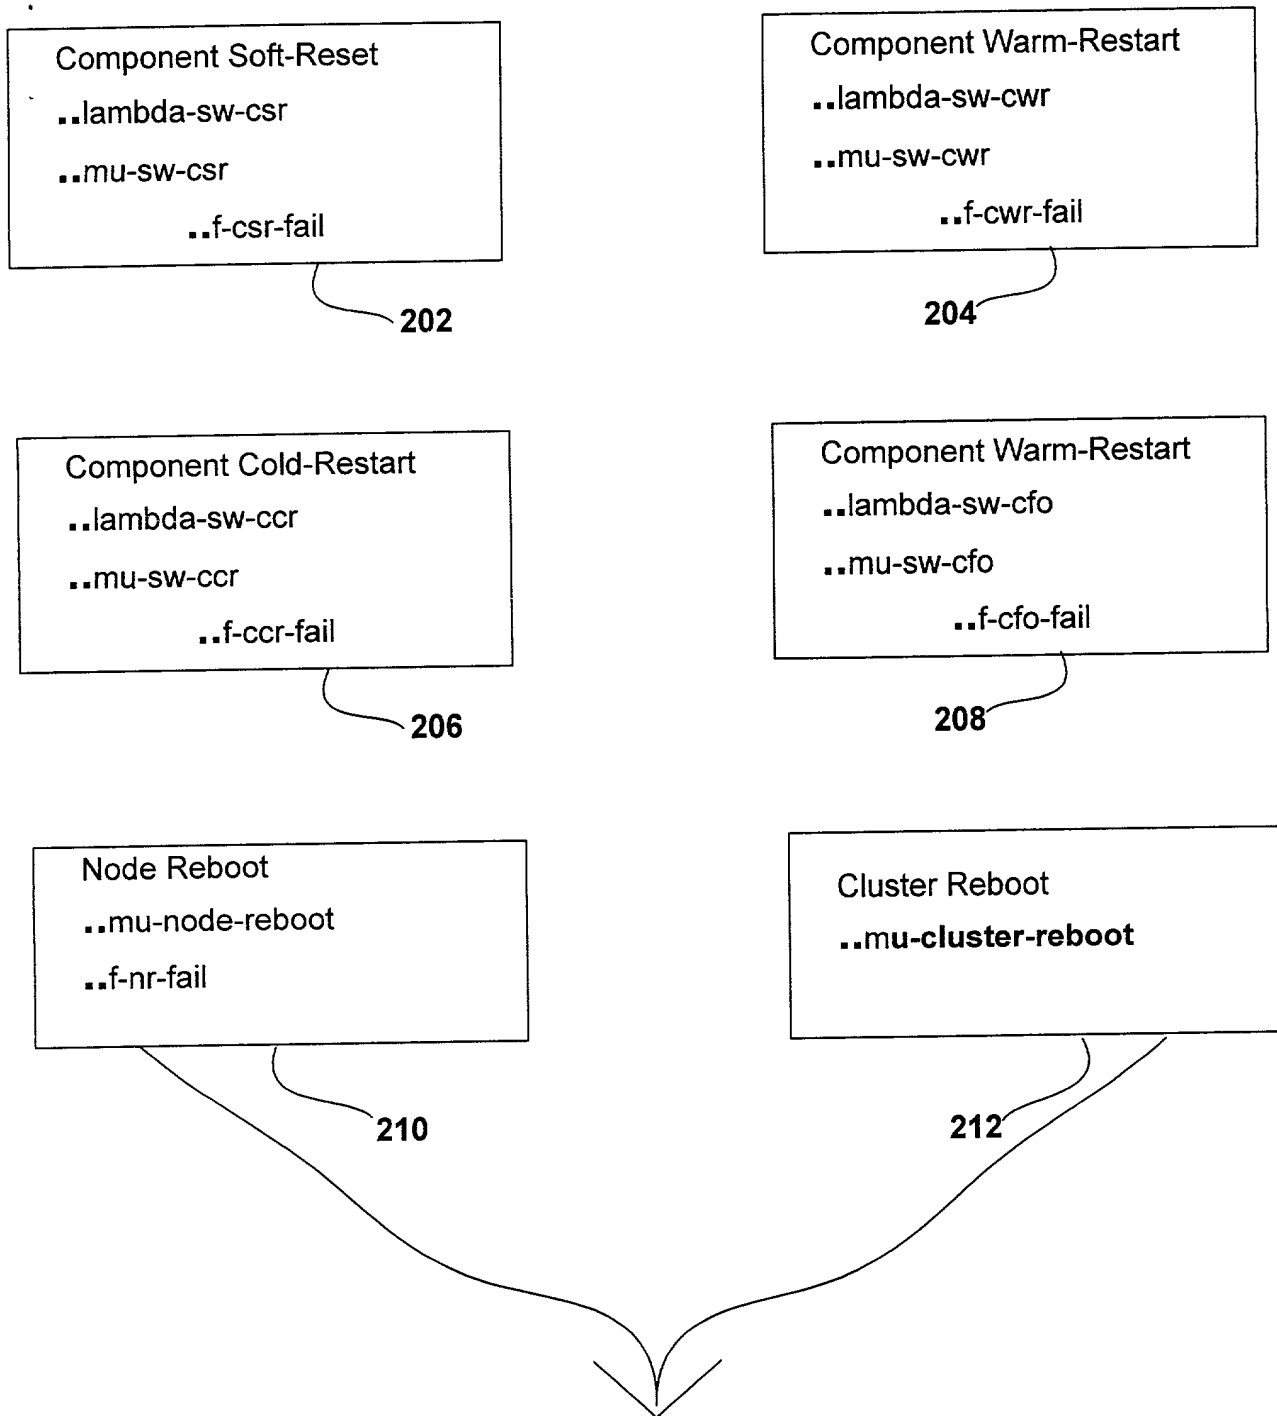 Component Soft-Reset
..lambda-sw-csr
..mu-sw-csr
..f-csr-fail
202
Component Warm-Restart
..lambda-sw-cwr
..mu-sw-cwr
..f-cwr-fail
204
Component Cold-Restart
..lambda-sw-ccr
..mu-sw-ccr
..f-ccr-fail
206
Component Warm-Restart
..lambda-sw-cfo
..mu-sw-cfo
..f-cfo-fail
208
Node Reboot
..mu-node-reboot
..f-nr-fail
210
Cluster Reboot
..mu-cluster-reboot
212